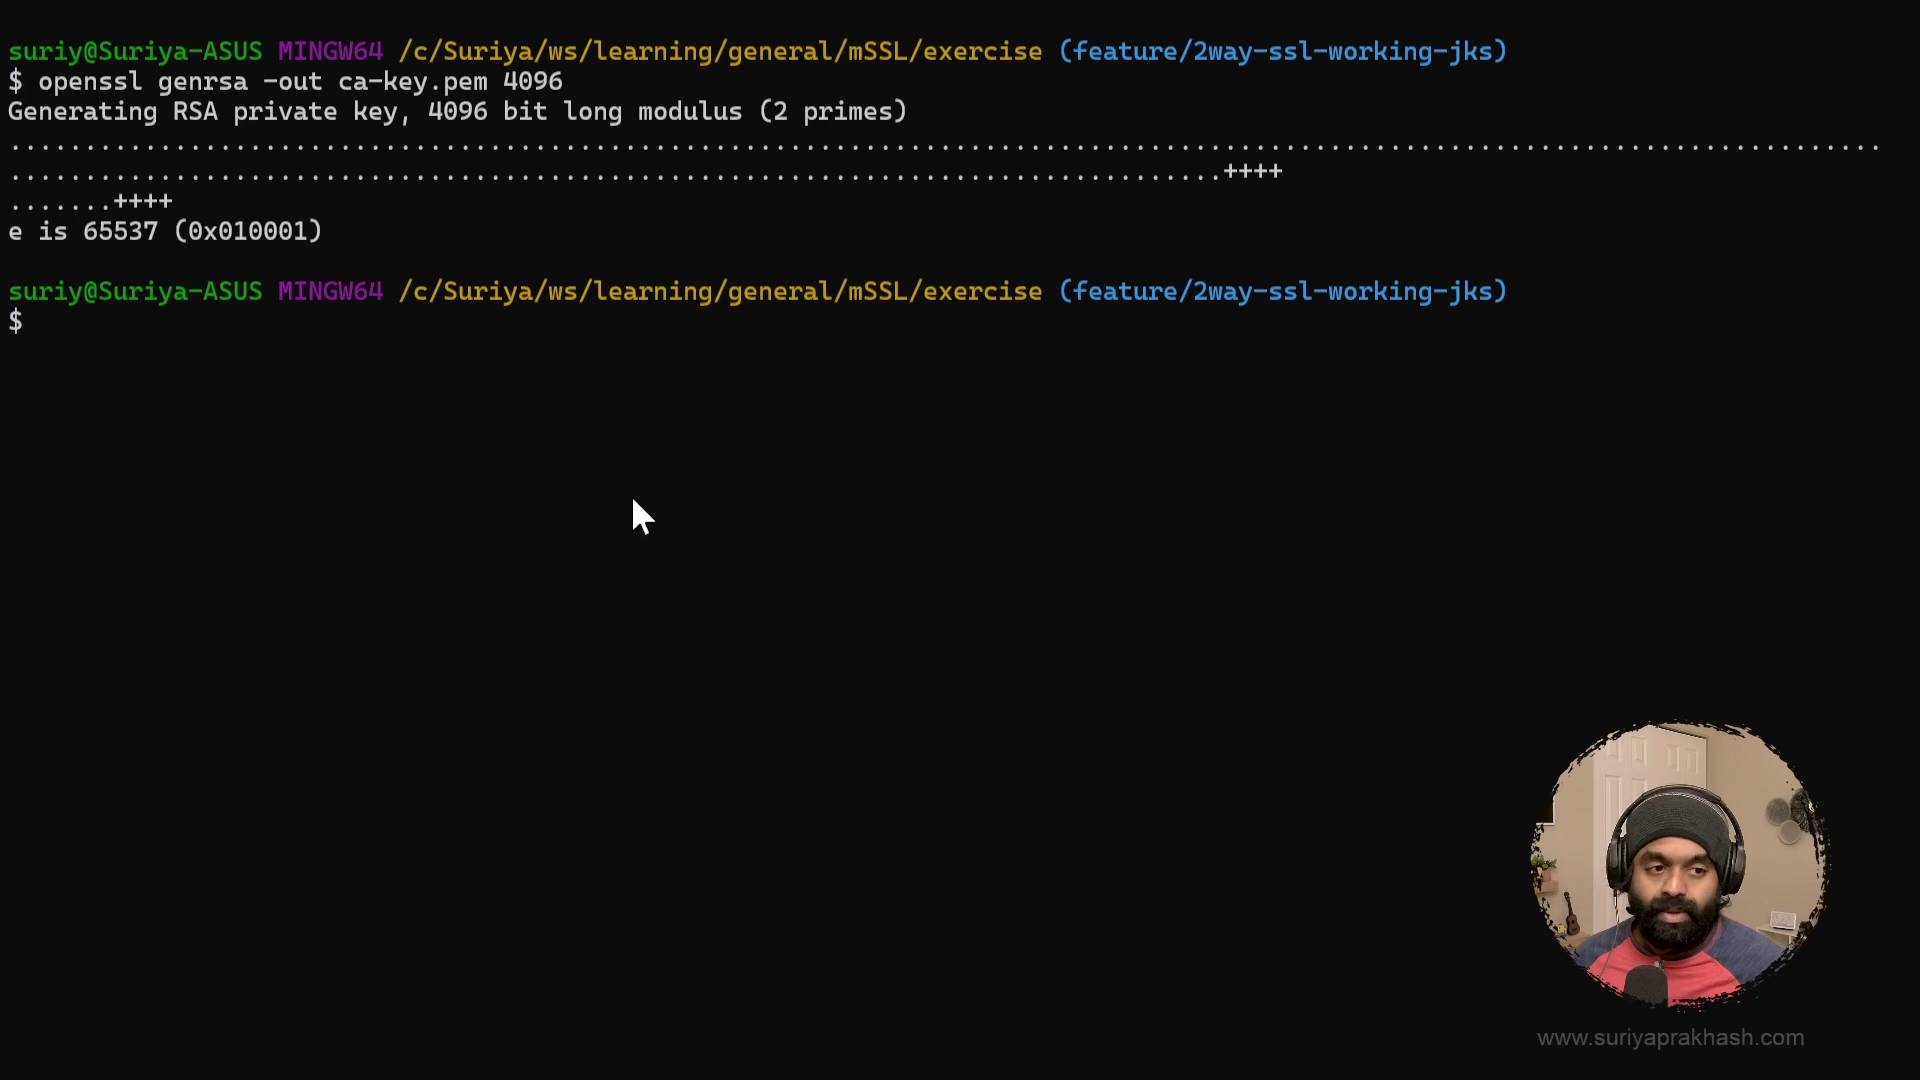 suriy@Suriya-ASUS MINGW64 /c/Suriya/ws/learning/general/mSSL/exercise (feature/2way-ssl-working-jks)
$ openssl genrsa -out ca-key.pem 4096
Generating RSA private key, 4096 bit long modulus (2 primes)
.............................................................................................................................
.................................................................................++++
.......++++
e is 65537 (0x010001)
suriy@Suriya-ASUS MINGW64 /c/Suriya/ws/learning/general/mSSL/exercise (feature/2way-ssl-working-jks)
$
www.suriyaprakhash.com